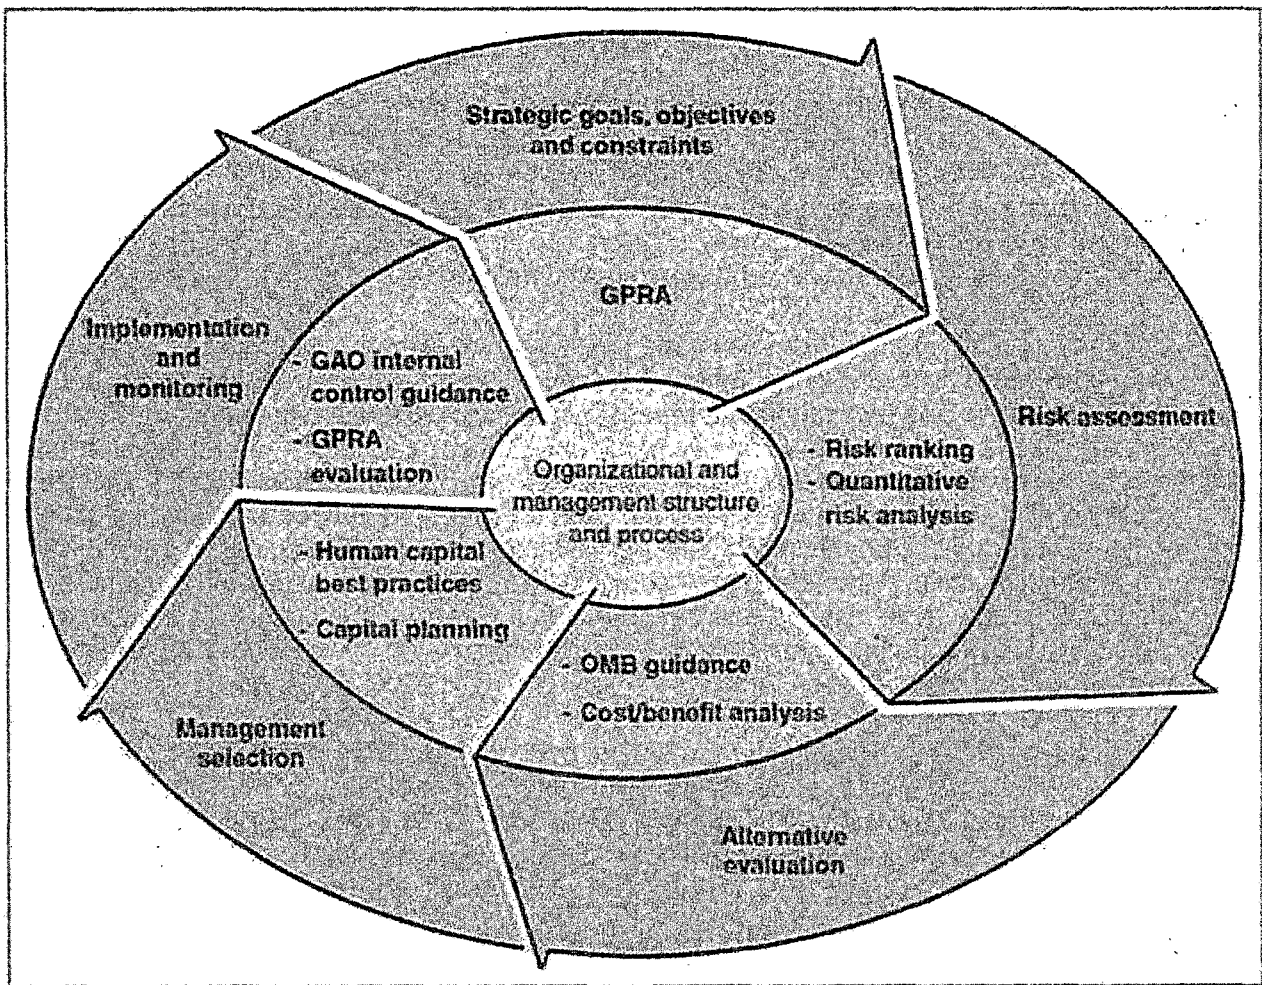 Strategic goals, objectives
and constraints
GPRA
Implementation
and
monitoring
- GAO internal
control guidance
- GPRA
evaluation
Risk assessment
- Risk ranking
- Quantitative
risk analysis
Organizational and
management structure
and process
- Human capital
best practices
- Capital planning
- OMB guidance
- Cost/benefit analysis
Management
selection
Alternative
evaluation